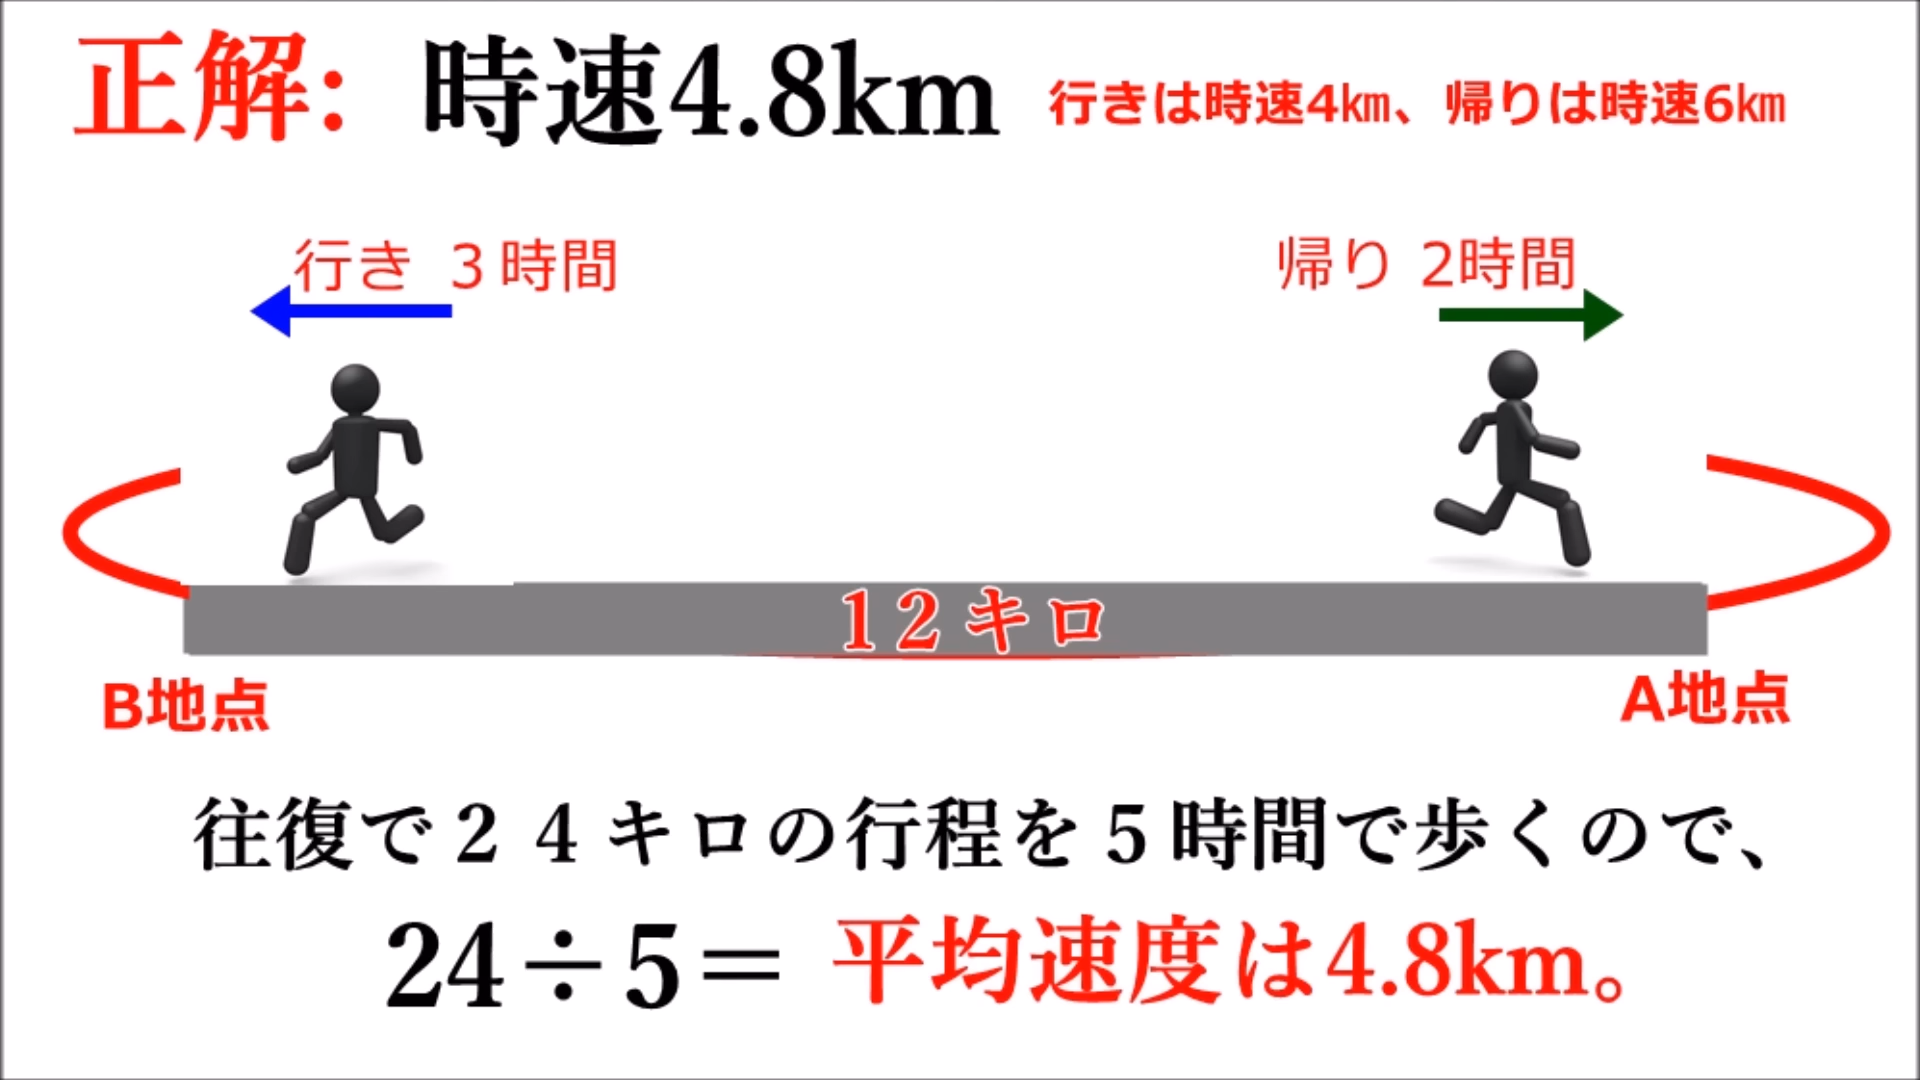 正解: 時速4.8km 行きは時速4㎞、帰りは時速6㎞
行き ３時間
帰り 2時間
１２キロ
B地点
A地点
往復で２４キロの行程を５時間で歩くので、
24÷5＝ 平均速度は4.8km。